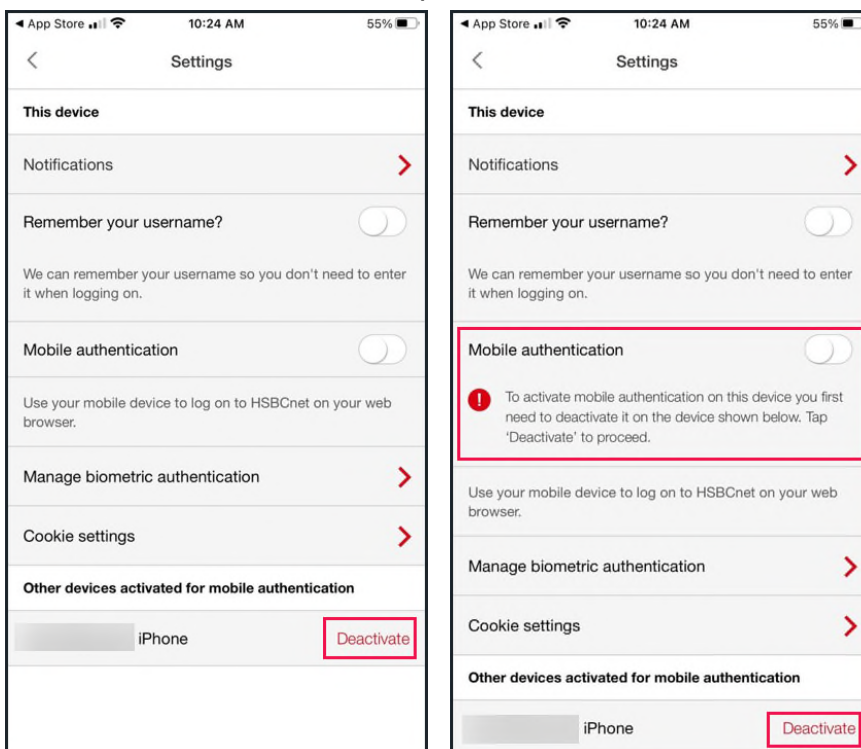 App Store
10:24 AM
55%
Settings
This device
Notifications
Remember your username?
We can remember your username so you don't need to enter
it when logging on.
Mobile authentication
Use your mobile device to log on to HSBCnet on your web
browser.
Manage biometric authentication
Cookie settings
Other devices activated for mobile authentication
iPhone
Deactivate
App Store
10:24 AM
55%
Settings
This device
Notifications
Remember your username?
We can remember your username so you don't need to enter
it when logging on.
Mobile authentication
To activate mobile authentication on this device you first
need to deactivate it on the device shown below. Tap
'Deactivate' to proceed.
Use your mobile device to log on to HSBCnet on your web
browser.
Manage biometric authentication
Cookie settings
Other devices activated for mobile authentication
iPhone
Deactivate